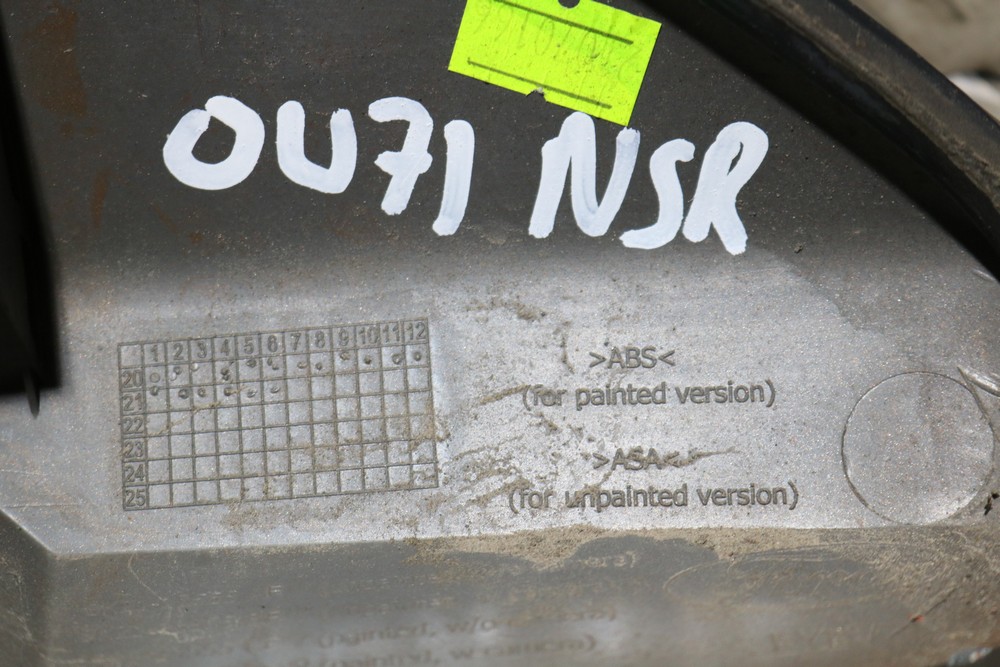 OU71 NSR
1 2 3 4 5 6 7 8 9 10 11 12
20
21
22
23
24
25
>ABS<
(for painted version)
>ASA<
(for unpainted version)